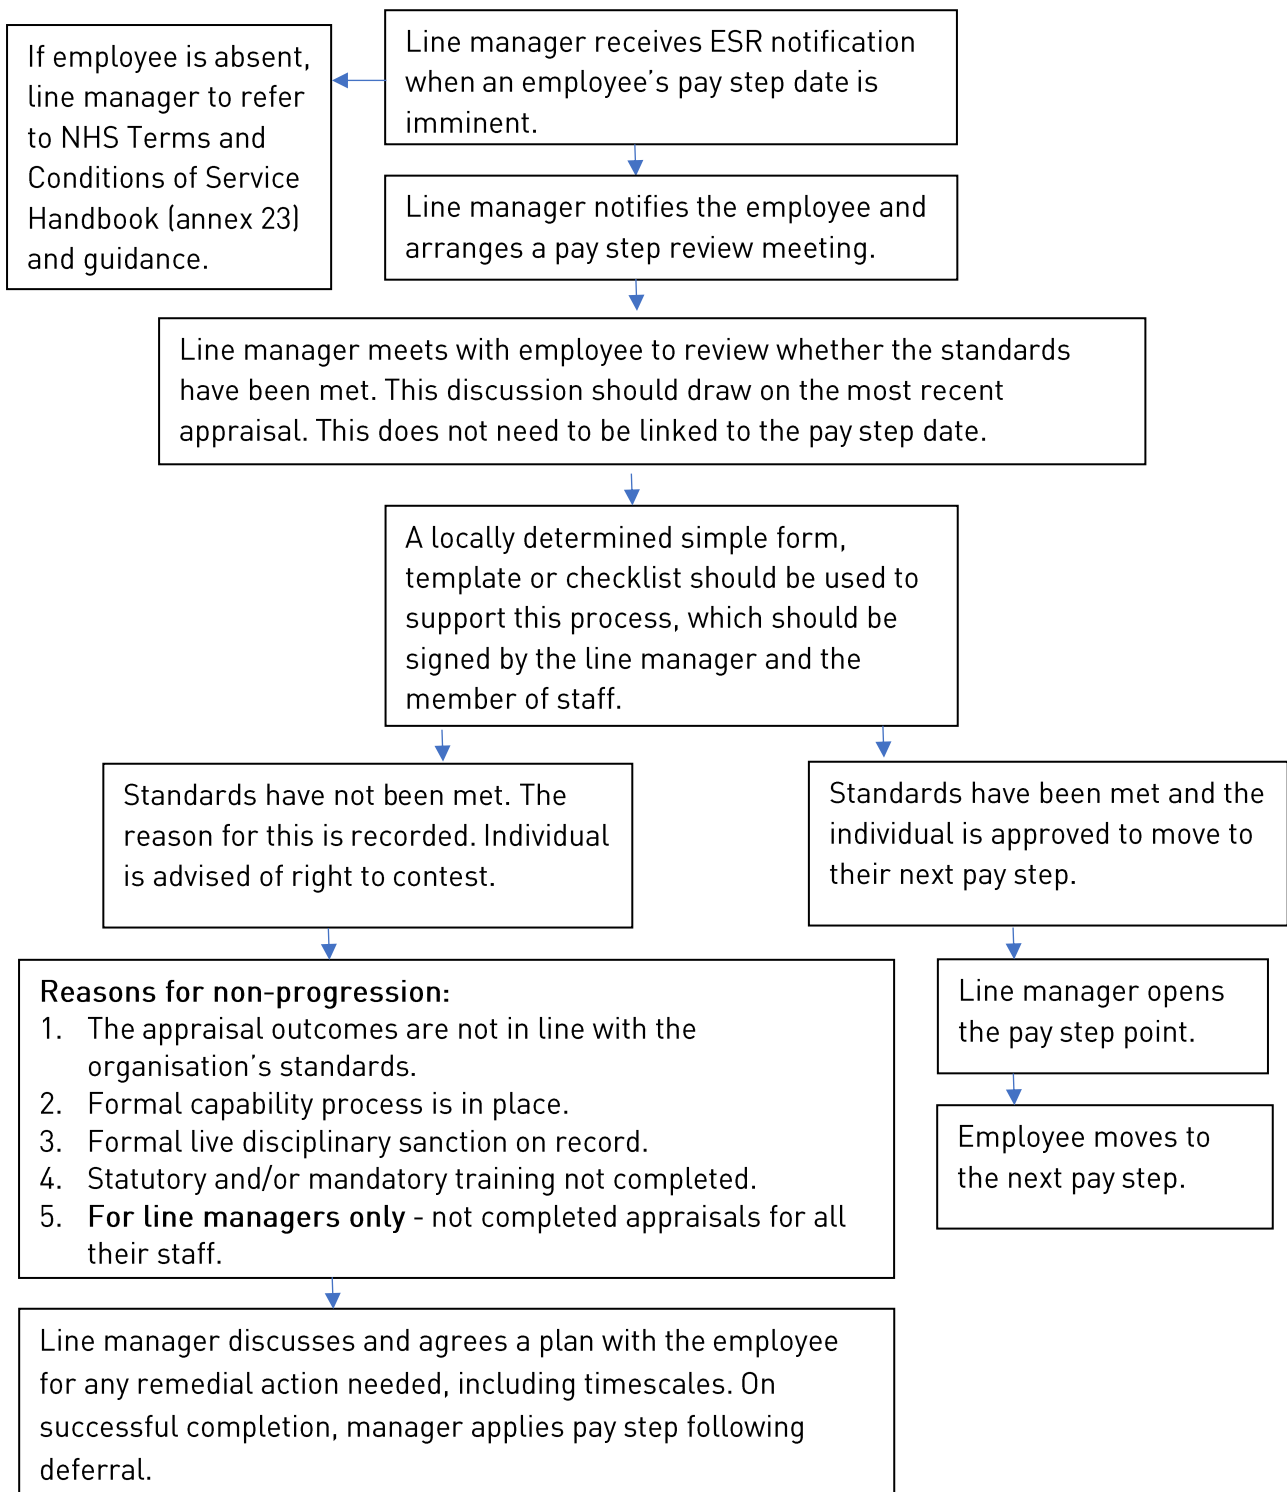 If employee is absent,
line manager to refer
to NHS Terms and
Conditions of Service
Handbook (annex 23)
and guidance.
Line manager receives ESR notification
when an employee's pay step date is
imminent.
Line manager notifies the employee and
arranges a pay step review meeting.
Line manager meets with employee to review whether the standards
have been met. This discussion should draw on the most recent
appraisal. This does not need to be linked to the pay step date.
A locally determined simple form,
template or checklist should be used to
support this process, which should be
signed by the line manager and the
member of staff.
Standards have not been met. The
reason for this is recorded. Individual
is advised of right to contest.
Standards have been met and the
individual is approved to move to
their next pay step.
Reasons for non-progression:
1. The appraisal outcomes are not in line with the
organisation's standards.
2. Formal capability process is in place.
3. Formal live disciplinary sanction on record.
4. Statutory and/or mandatory training not completed.
5. For line managers only - not completed appraisals for all
their staff.
Line manager opens
the pay step point.
Employee moves to
the next pay step.
Line manager discusses and agrees a plan with the employee
for any remedial action needed, including timescales. On
successful completion, manager applies pay step following
deferral.